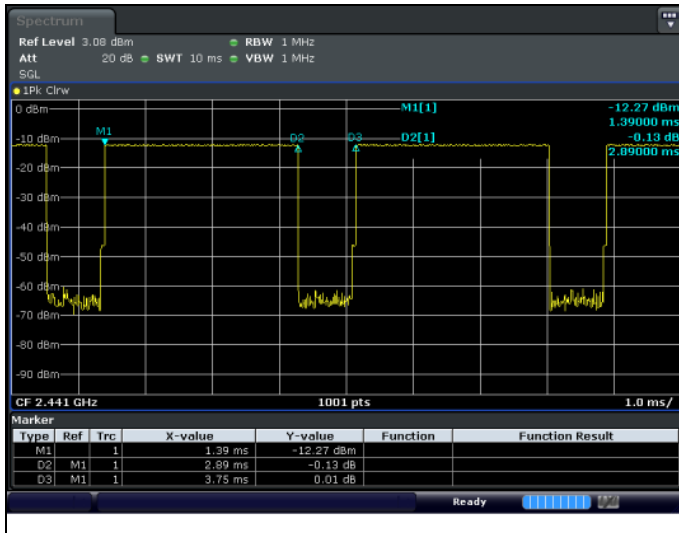 Spectrum
Ref Level 3.08 dBm RBW 1 MHz
Att 20 dB SWT 10 ms VBW 1 MHz
SGL
1Pk Clrw
0 dBm
M1[1] -12.27 dBm
1.39000 ms
-10 dBm
M1
D2
D3
D2[1] -0.13 dB
2.89000 ms
-20 dBm
-30 dBm
-40 dBm
-50 dBm
-60 dBm
-70 dBm
-80 dBm
-90 dBm
CF 2.441 GHz 1001 pts 1.0 ms/
Marker
Type Ref Trc X-value Y-value Function Function Result
M1 1 1.39 ms -12.27 dBm
D2 M1 1 2.89 ms -0.13 dB
D3 M1 1 3.75 ms 0.01 dB
Ready